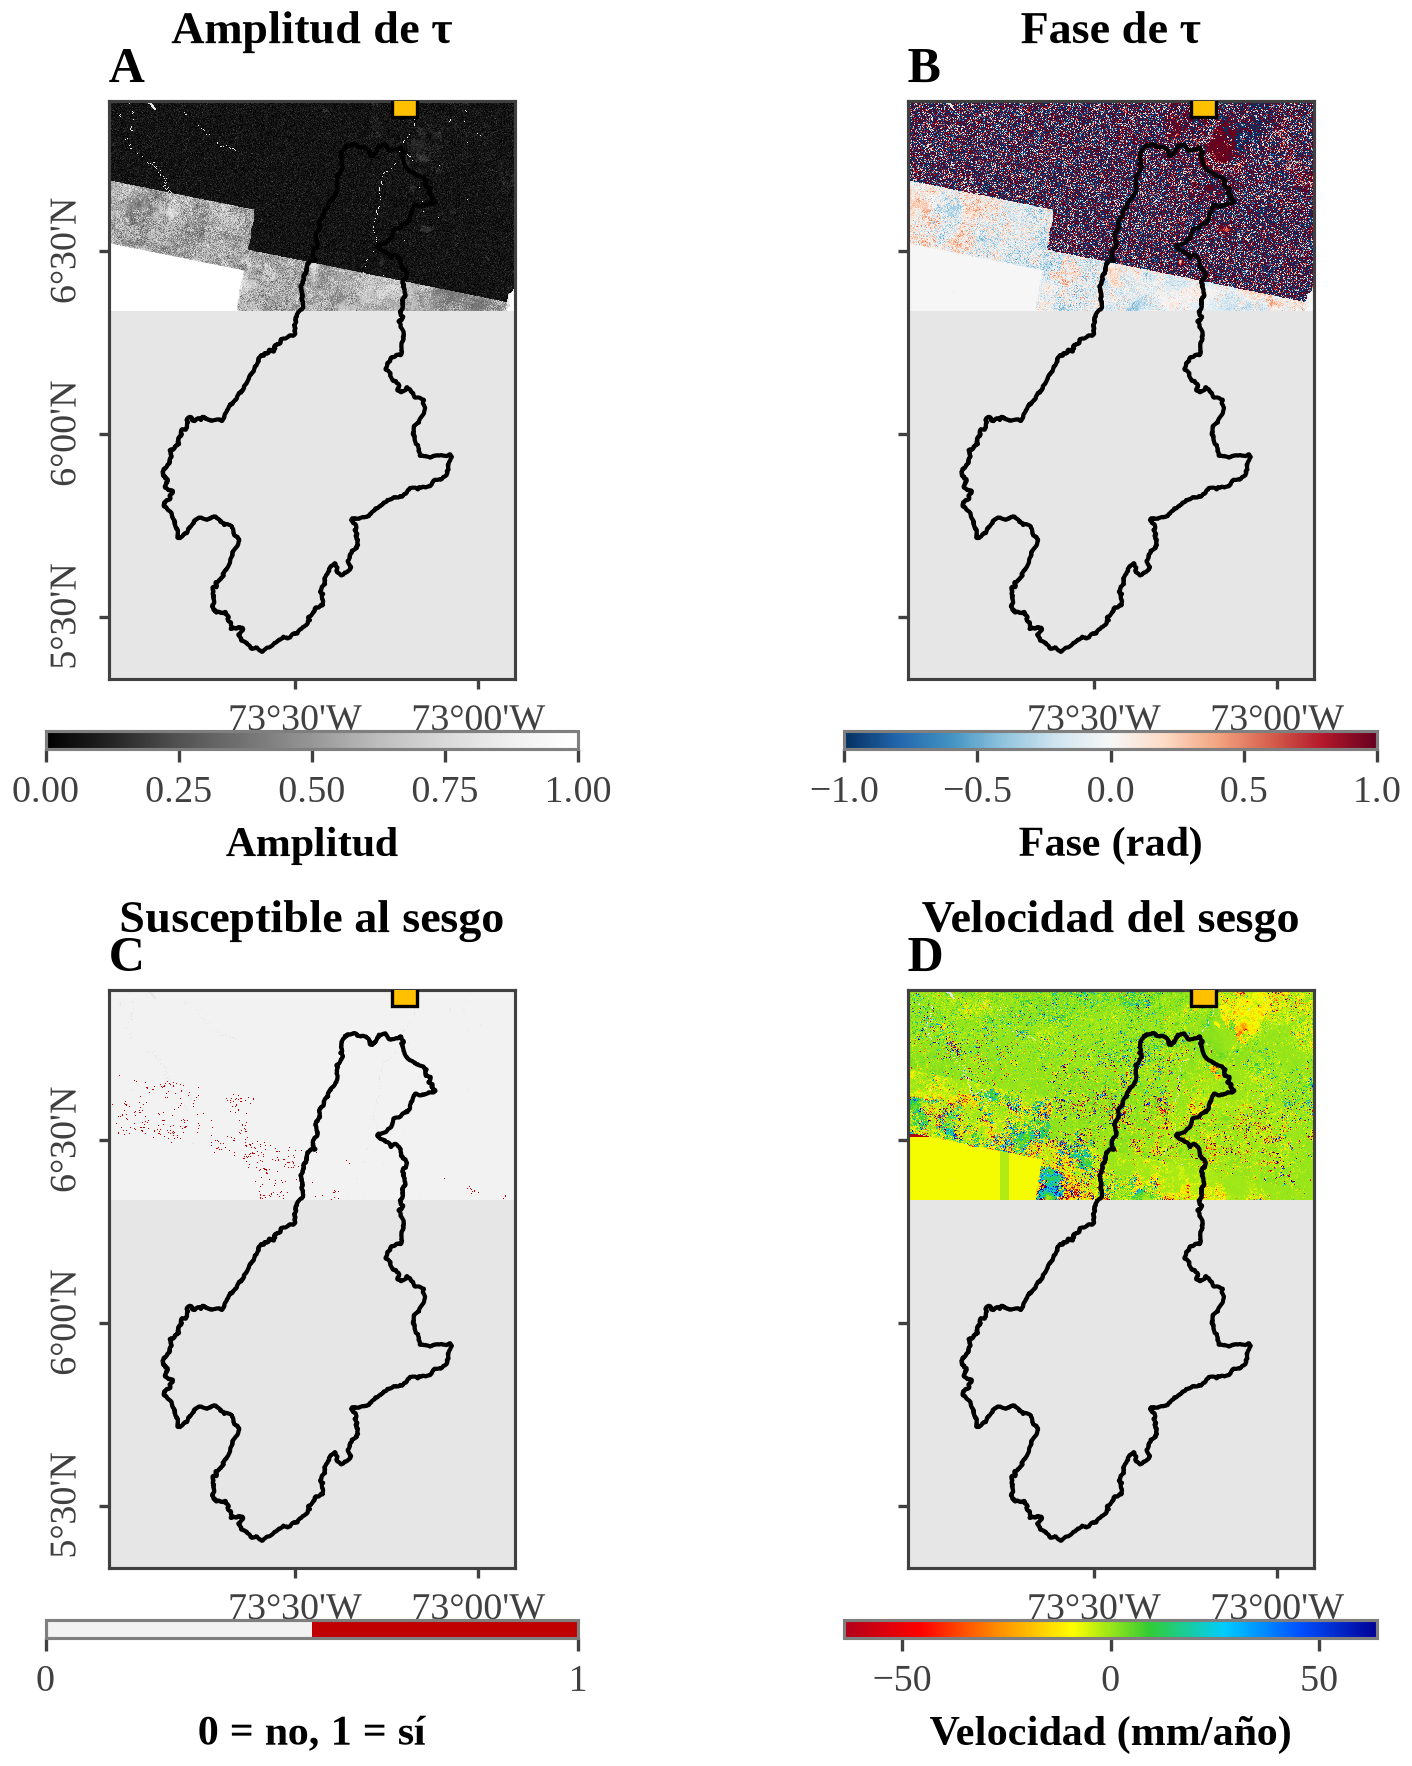 Amplitud de τ
Fase de τ
A
B
6°30'N
6°00'N
5°30'N
73°30'W
73°00'W
73°30'W
73°00'W
0.00
0.25
0.50
0.75
1.00
−1.0
−0.5
0.0
0.5
1.0
Amplitud
Fase (rad)
Susceptible al sesgo
Velocidad del sesgo
C
D
6°30'N
6°00'N
5°30'N
73°30'W
73°00'W
73°30'W
73°00'W
0
1
−50
0
50
0 = no, 1 = sí
Velocidad (mm/año)